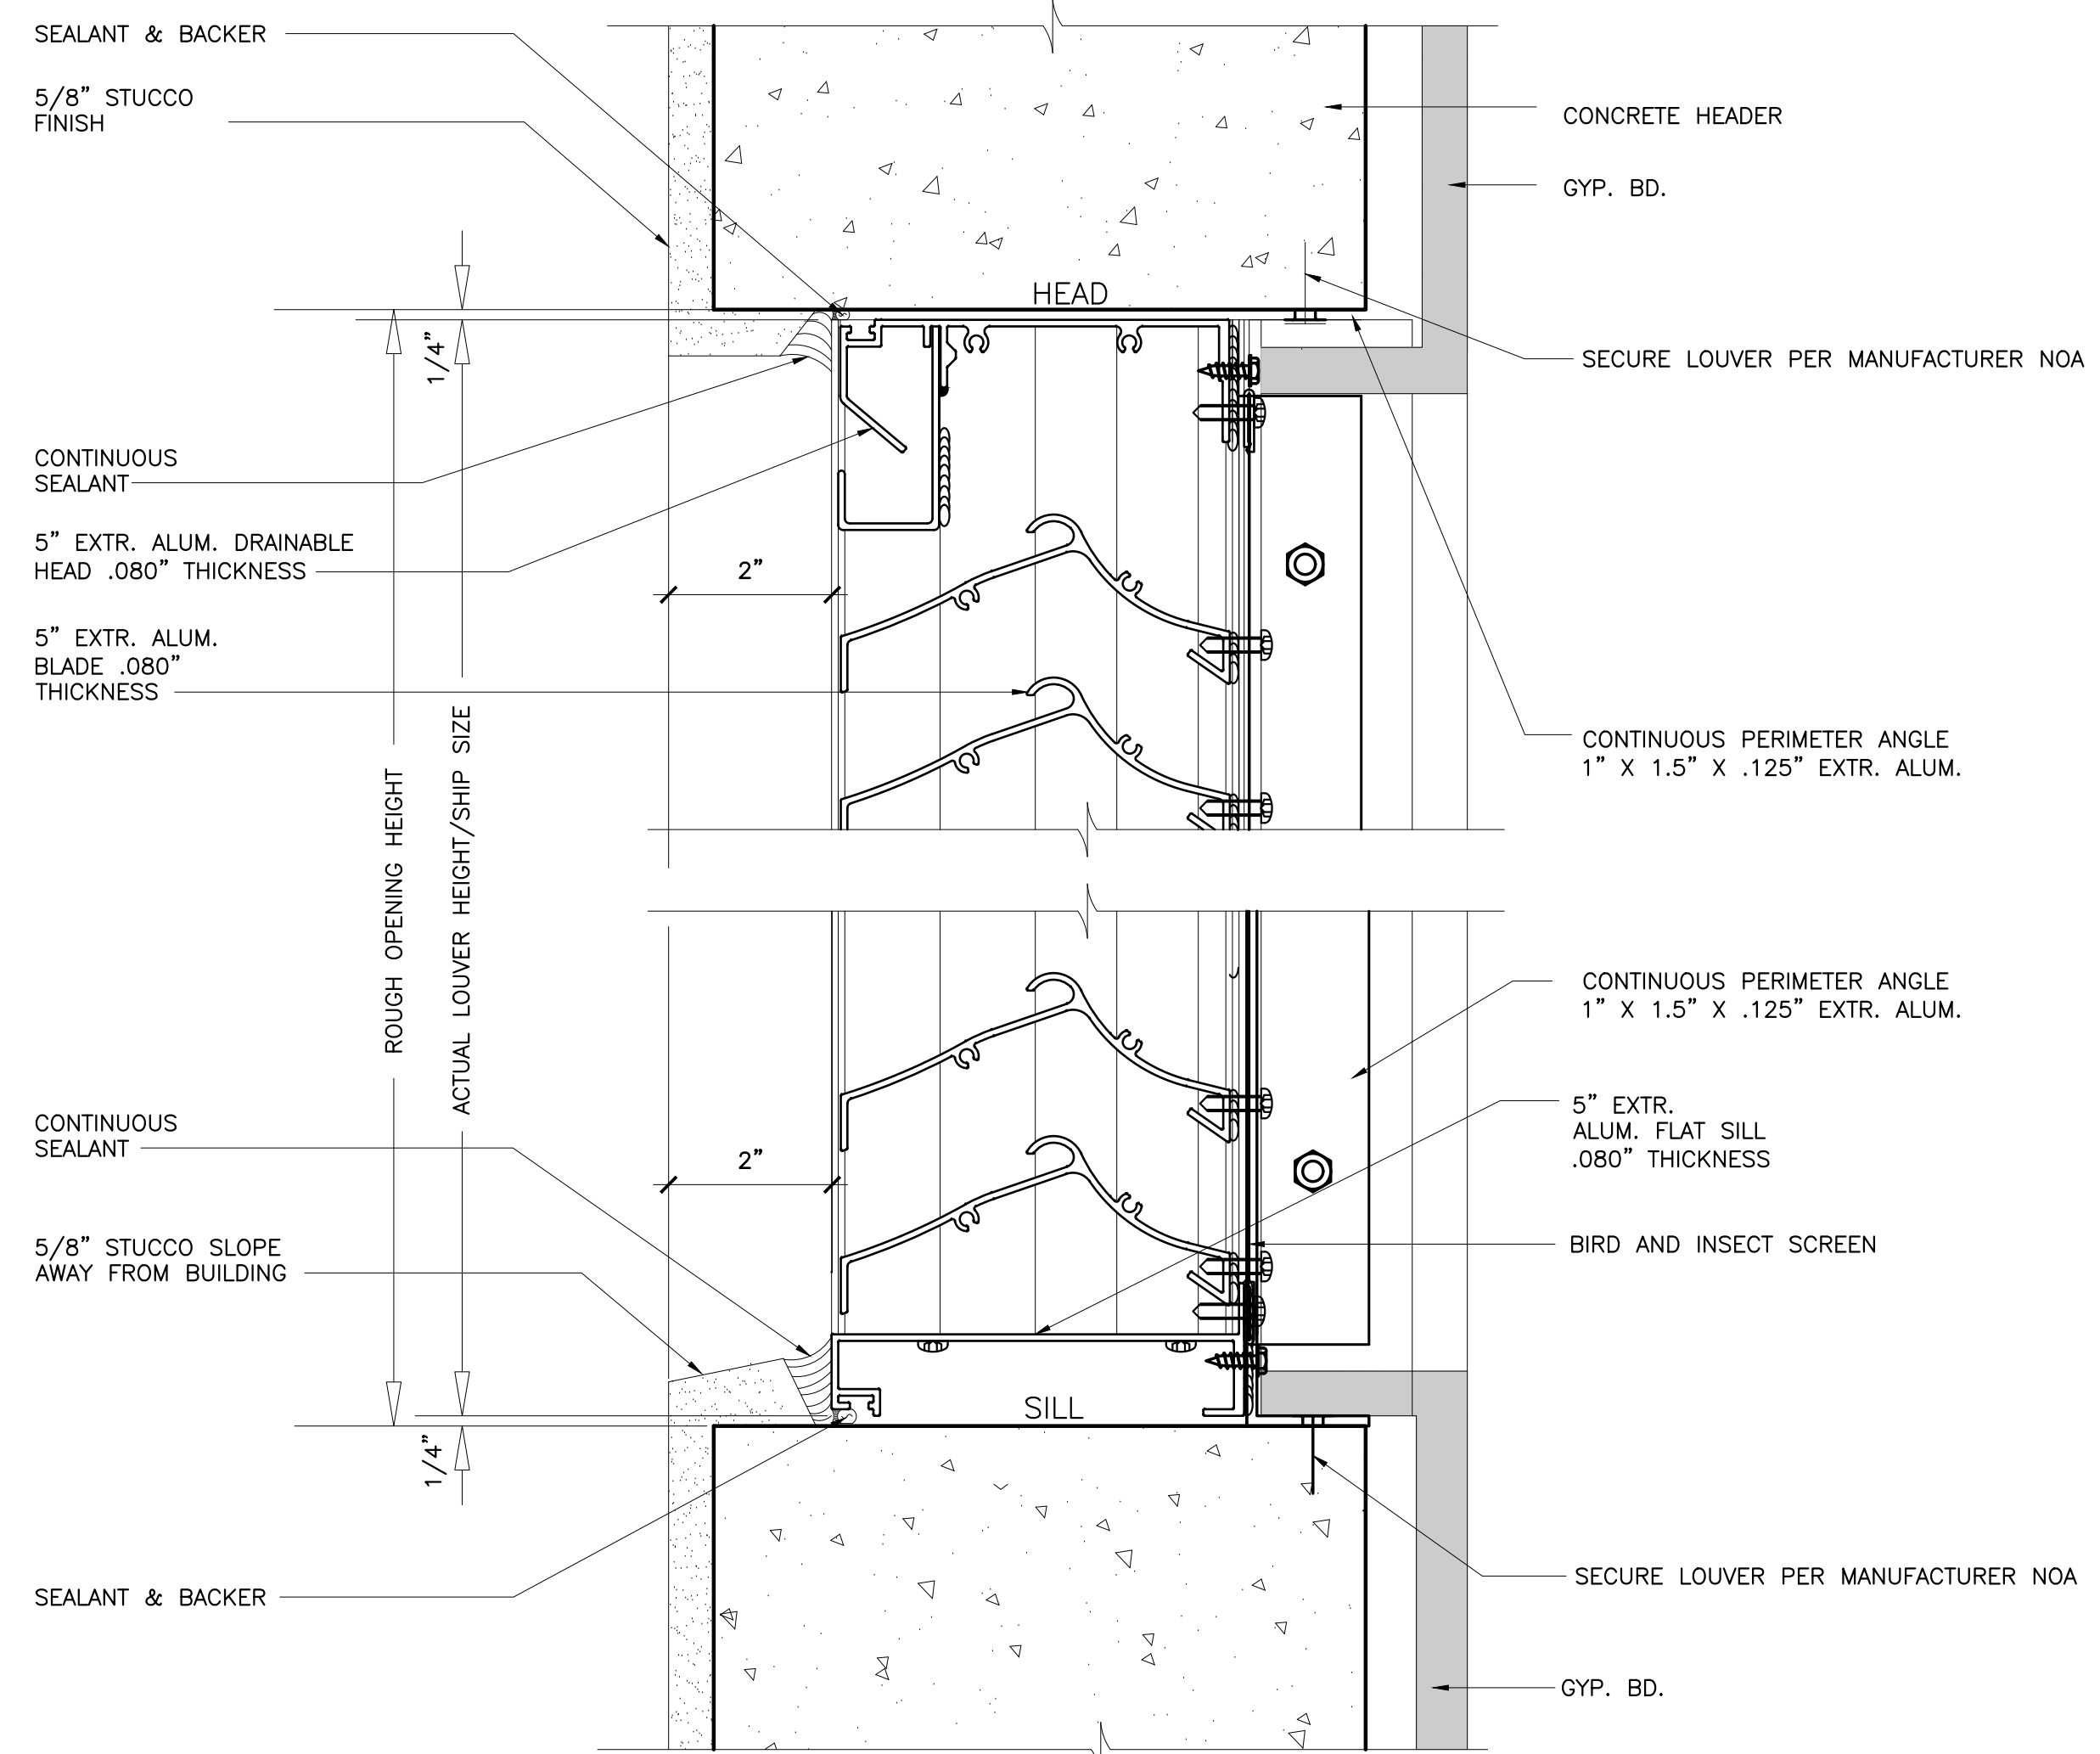 SEALANT & BACKER
5/8” STUCCO
FINISH
CONCRETE HEADER
GYP. BD.
HEAD
1/4”
SECURE LOUVER PER MANUFACTURER NOA
CONTINUOUS
SEALANT
5” EXTR. ALUM. DRAINABLE
HEAD .080” THICKNESS
2”
5” EXTR. ALUM.
BLADE .080”
THICKNESS
CONTINUOUS PERIMETER ANGLE
1” X 1.5” X .125” EXTR. ALUM.
ROUGH OPENING HEIGHT
ACTUAL LOUVER HEIGHT/SHIP SIZE
CONTINUOUS PERIMETER ANGLE
1” X 1.5” X .125” EXTR. ALUM.
5” EXTR.
ALUM. FLAT SILL
.080” THICKNESS
CONTINUOUS
SEALANT
2”
5/8” STUCCO SLOPE
AWAY FROM BUILDING
BIRD AND INSECT SCREEN
SILL
1/4”
SEALANT & BACKER
SECURE LOUVER PER MANUFACTURER NOA
GYP. BD.